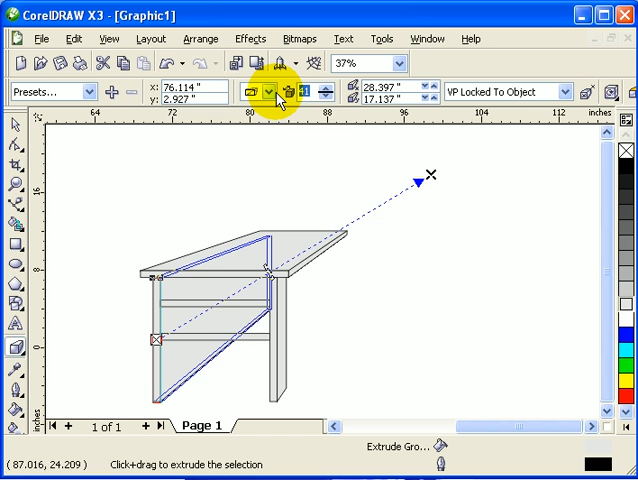 CorelDRAW X3 - [Graphic1]
File Edit View Layout Arrange Effects Bitmaps Text Tools Window Help
37%
Presets... x: 76.114 " y: 2.927 " 41 28.397 " 17.137 " VP Locked To Object
64 72 80 88 96 104 112 inches
16
8
0
inches
1 of 1 Page 1
Extrude Gro...
( 87.016, 24.209 ) Click+drag to extrude the selection